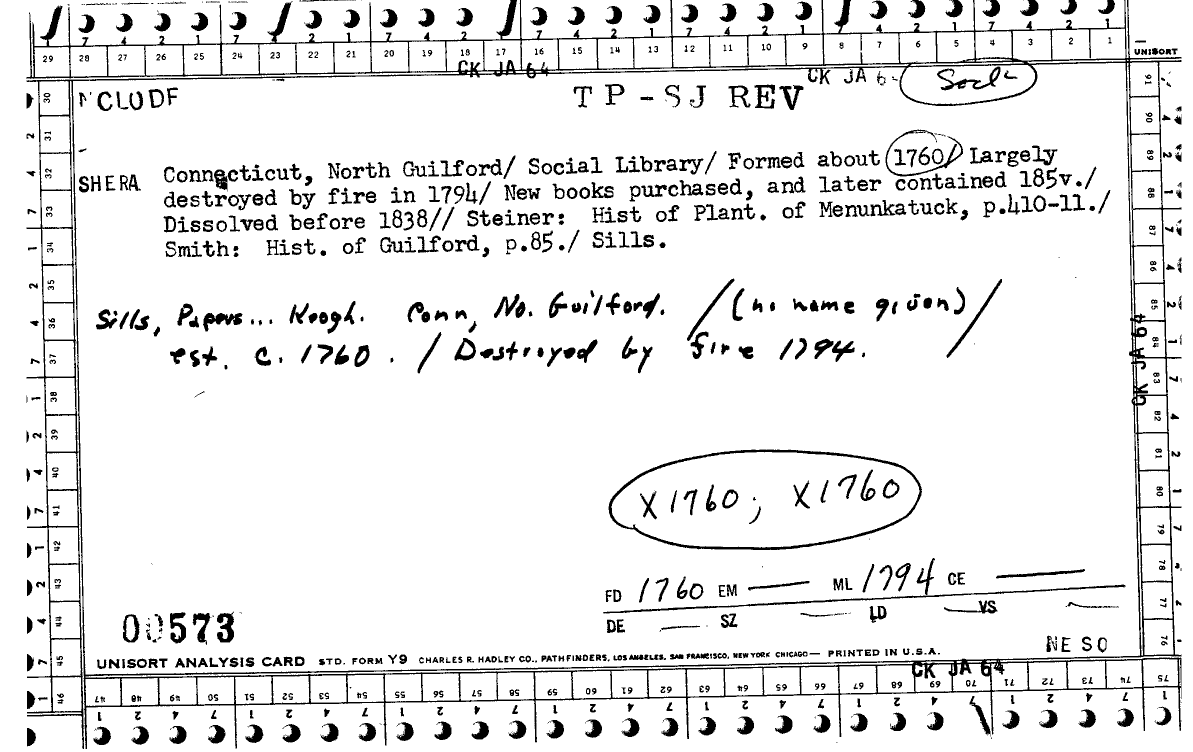 7 4 2 1 7 4 2 1 7 4 2 1 7 4 2 1 7 4 2 1
29 28 27 26 25 24 23 22 21 20 19 18 17 16 15 14 13 12 11 10 9 8 7 6 5 4 3 2 1 UNISORT
CK JA 64 CK JA 6
NCLODF TP-SJ REV Socl
SHERA Connecticut, North Guilford/ Social Library/ Formed about 1760/ Largely
destroyed by fire in 1794/ New books purchased, and later contained 185v./
Dissolved before 1838// Steiner: Hist of Plant. of Menunkatuck, p.410-11./
Smith: Hist. of Guilford, p.85./ Sills.
Sills, Papers... Keogh. Conn, No. Guilford. / (no name given) /
est. c. 1760. / Destroyed by fire 1794.
X1760; X1760
FD 1760 EM — ML 1794 CE —
DE — SZ — LD — VS —
00573
NESO
UNISORT ANALYSIS CARD STD. FORM Y9 CHARLES R. HADLEY CO., PATHFINDERS, LOS ANGELES, SAN FRANCISCO, NEW YORK CHICAGO— PRINTED IN U.S.A.
CK JA 64
47 48 49 50 51 52 53 54 55 56 57 58 59 60 61 62 63 64 65 66 67 68 69 70 71 72 73 74 75
1 2 4 7 1 2 4 7 1 2 4 7 1 2 4 7 1 2 4 7 1 2 4 7 1 2 4 7 1
30 31 32 33 34 35 36 37 38 39 40 41 42 43 44 45 46
91 90 89 88 87 86 85 84 83 82 81 80 79 78 77 76
CK JA 64